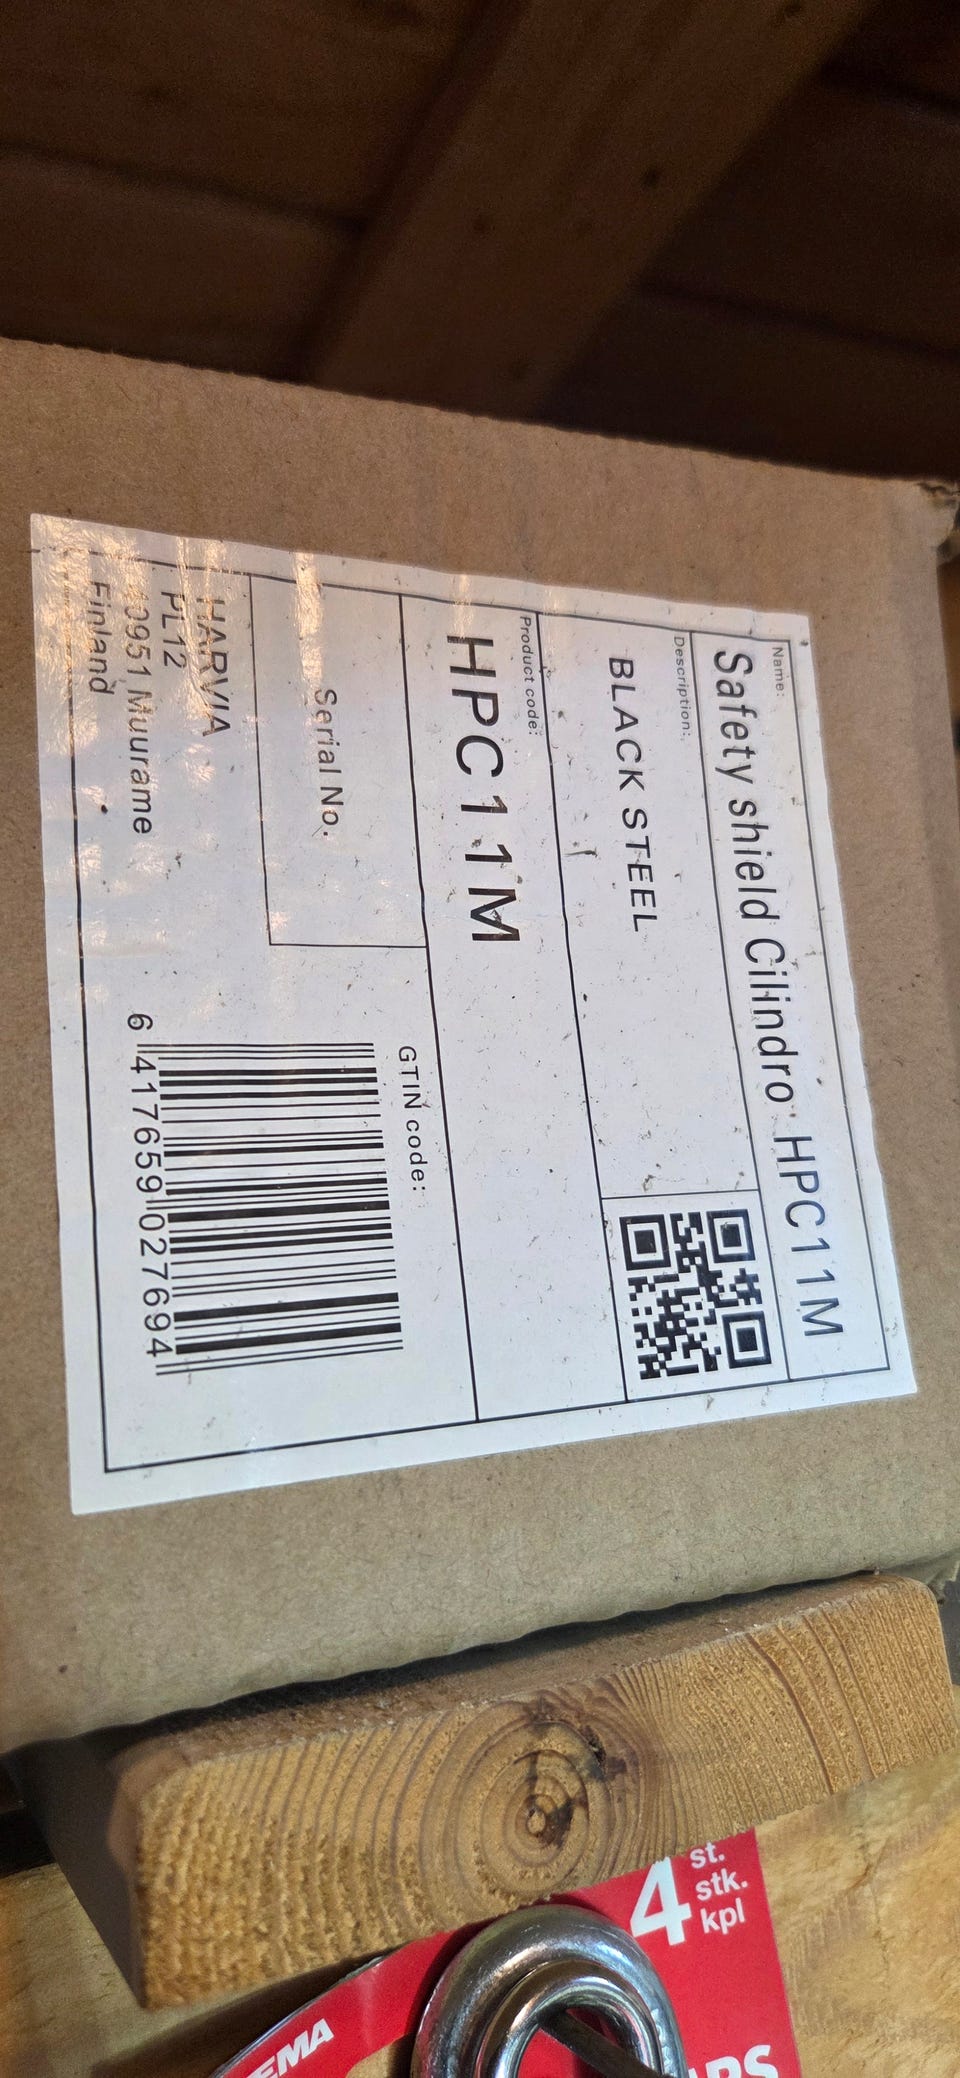 Name:
Safety shield Cilindro HPC11M
Description:
BLACK STEEL
Product code:
HPC11M
Serial No.
GTIN code:
6 417659 027694
HARVIA
PL12
40951 Muurame
Finland
4 st.
stk.
kpl